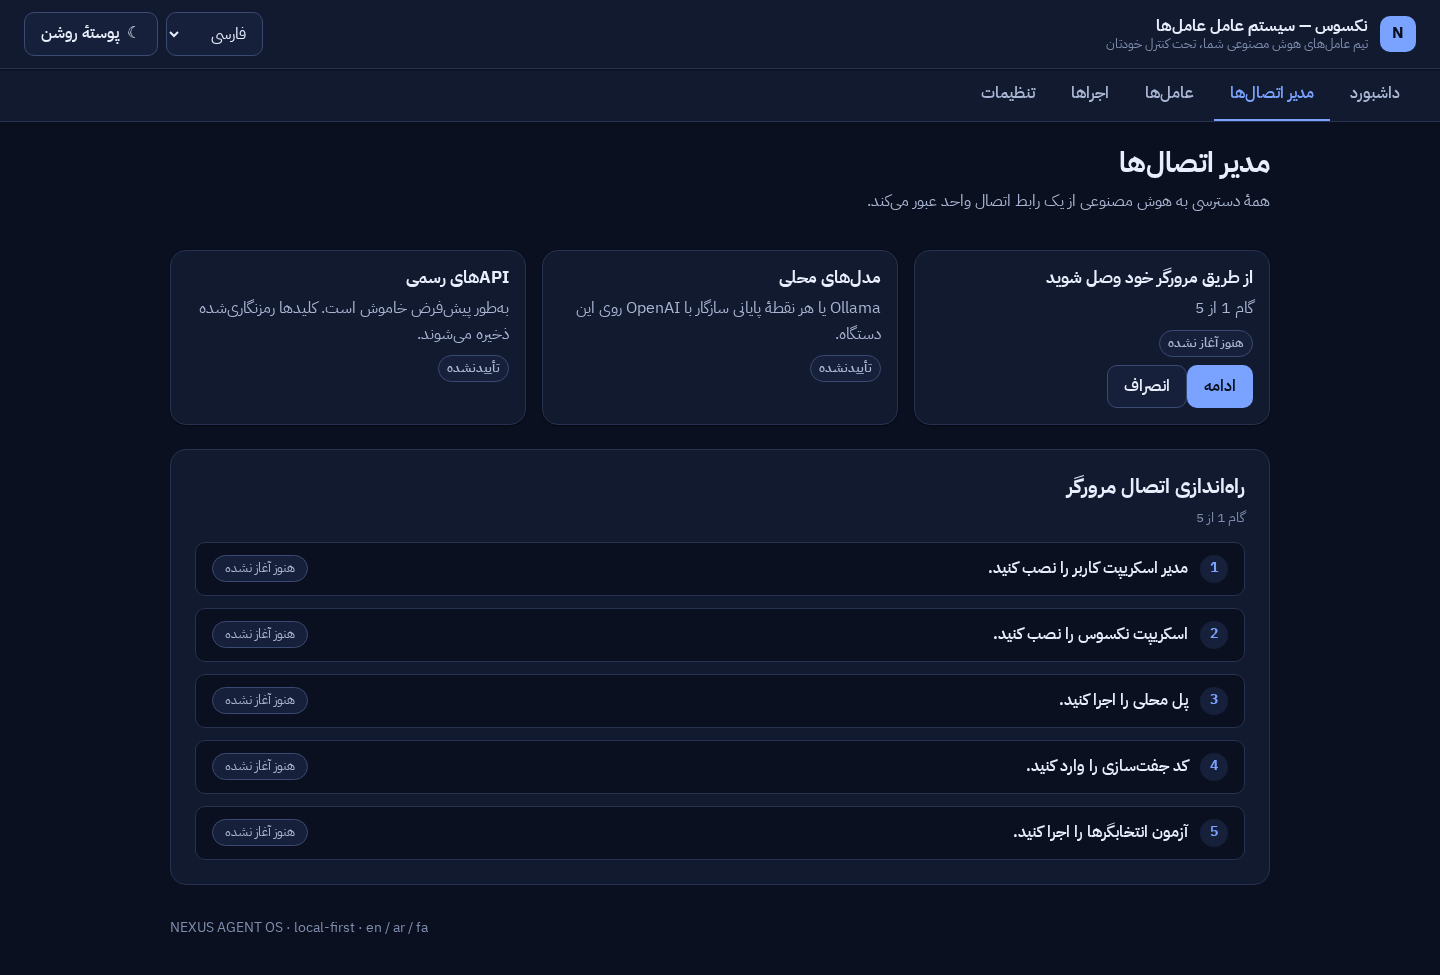 N
نکسوس — سیستم عامل عامل‌ها
تیم عامل‌های هوش مصنوعی شما، تحت کنترل خودتان
فارسی
☾ پوستهٔ روشن
داشبورد
مدیر اتصال‌ها
عامل‌ها
اجراها
تنظیمات
مدیر اتصال‌ها
همهٔ دسترسی به هوش مصنوعی از یک رابط اتصال واحد عبور می‌کند.
از طریق مرورگر خود وصل شوید
گام 1 از 5
هنوز آغاز نشده
ادامه
انصراف
مدل‌های محلی
Ollama یا هر نقطهٔ پایانی سازگار با OpenAI روی این
دستگاه.
تأییدنشده
API‌های رسمی
به‌طور پیش‌فرض خاموش است. کلیدها رمزنگاری‌شده
ذخیره می‌شوند.
تأییدنشده
راه‌اندازی اتصال مرورگر
گام 1 از 5
1 مدیر اسکریپت کاربر را نصب کنید.
هنوز آغاز نشده
2 اسکریپت نکسوس را نصب کنید.
هنوز آغاز نشده
3 پل محلی را اجرا کنید.
هنوز آغاز نشده
4 کد جفت‌سازی را وارد کنید.
هنوز آغاز نشده
5 آزمون انتخابگرها را اجرا کنید.
هنوز آغاز نشده
NEXUS AGENT OS · local-first · en / ar / fa